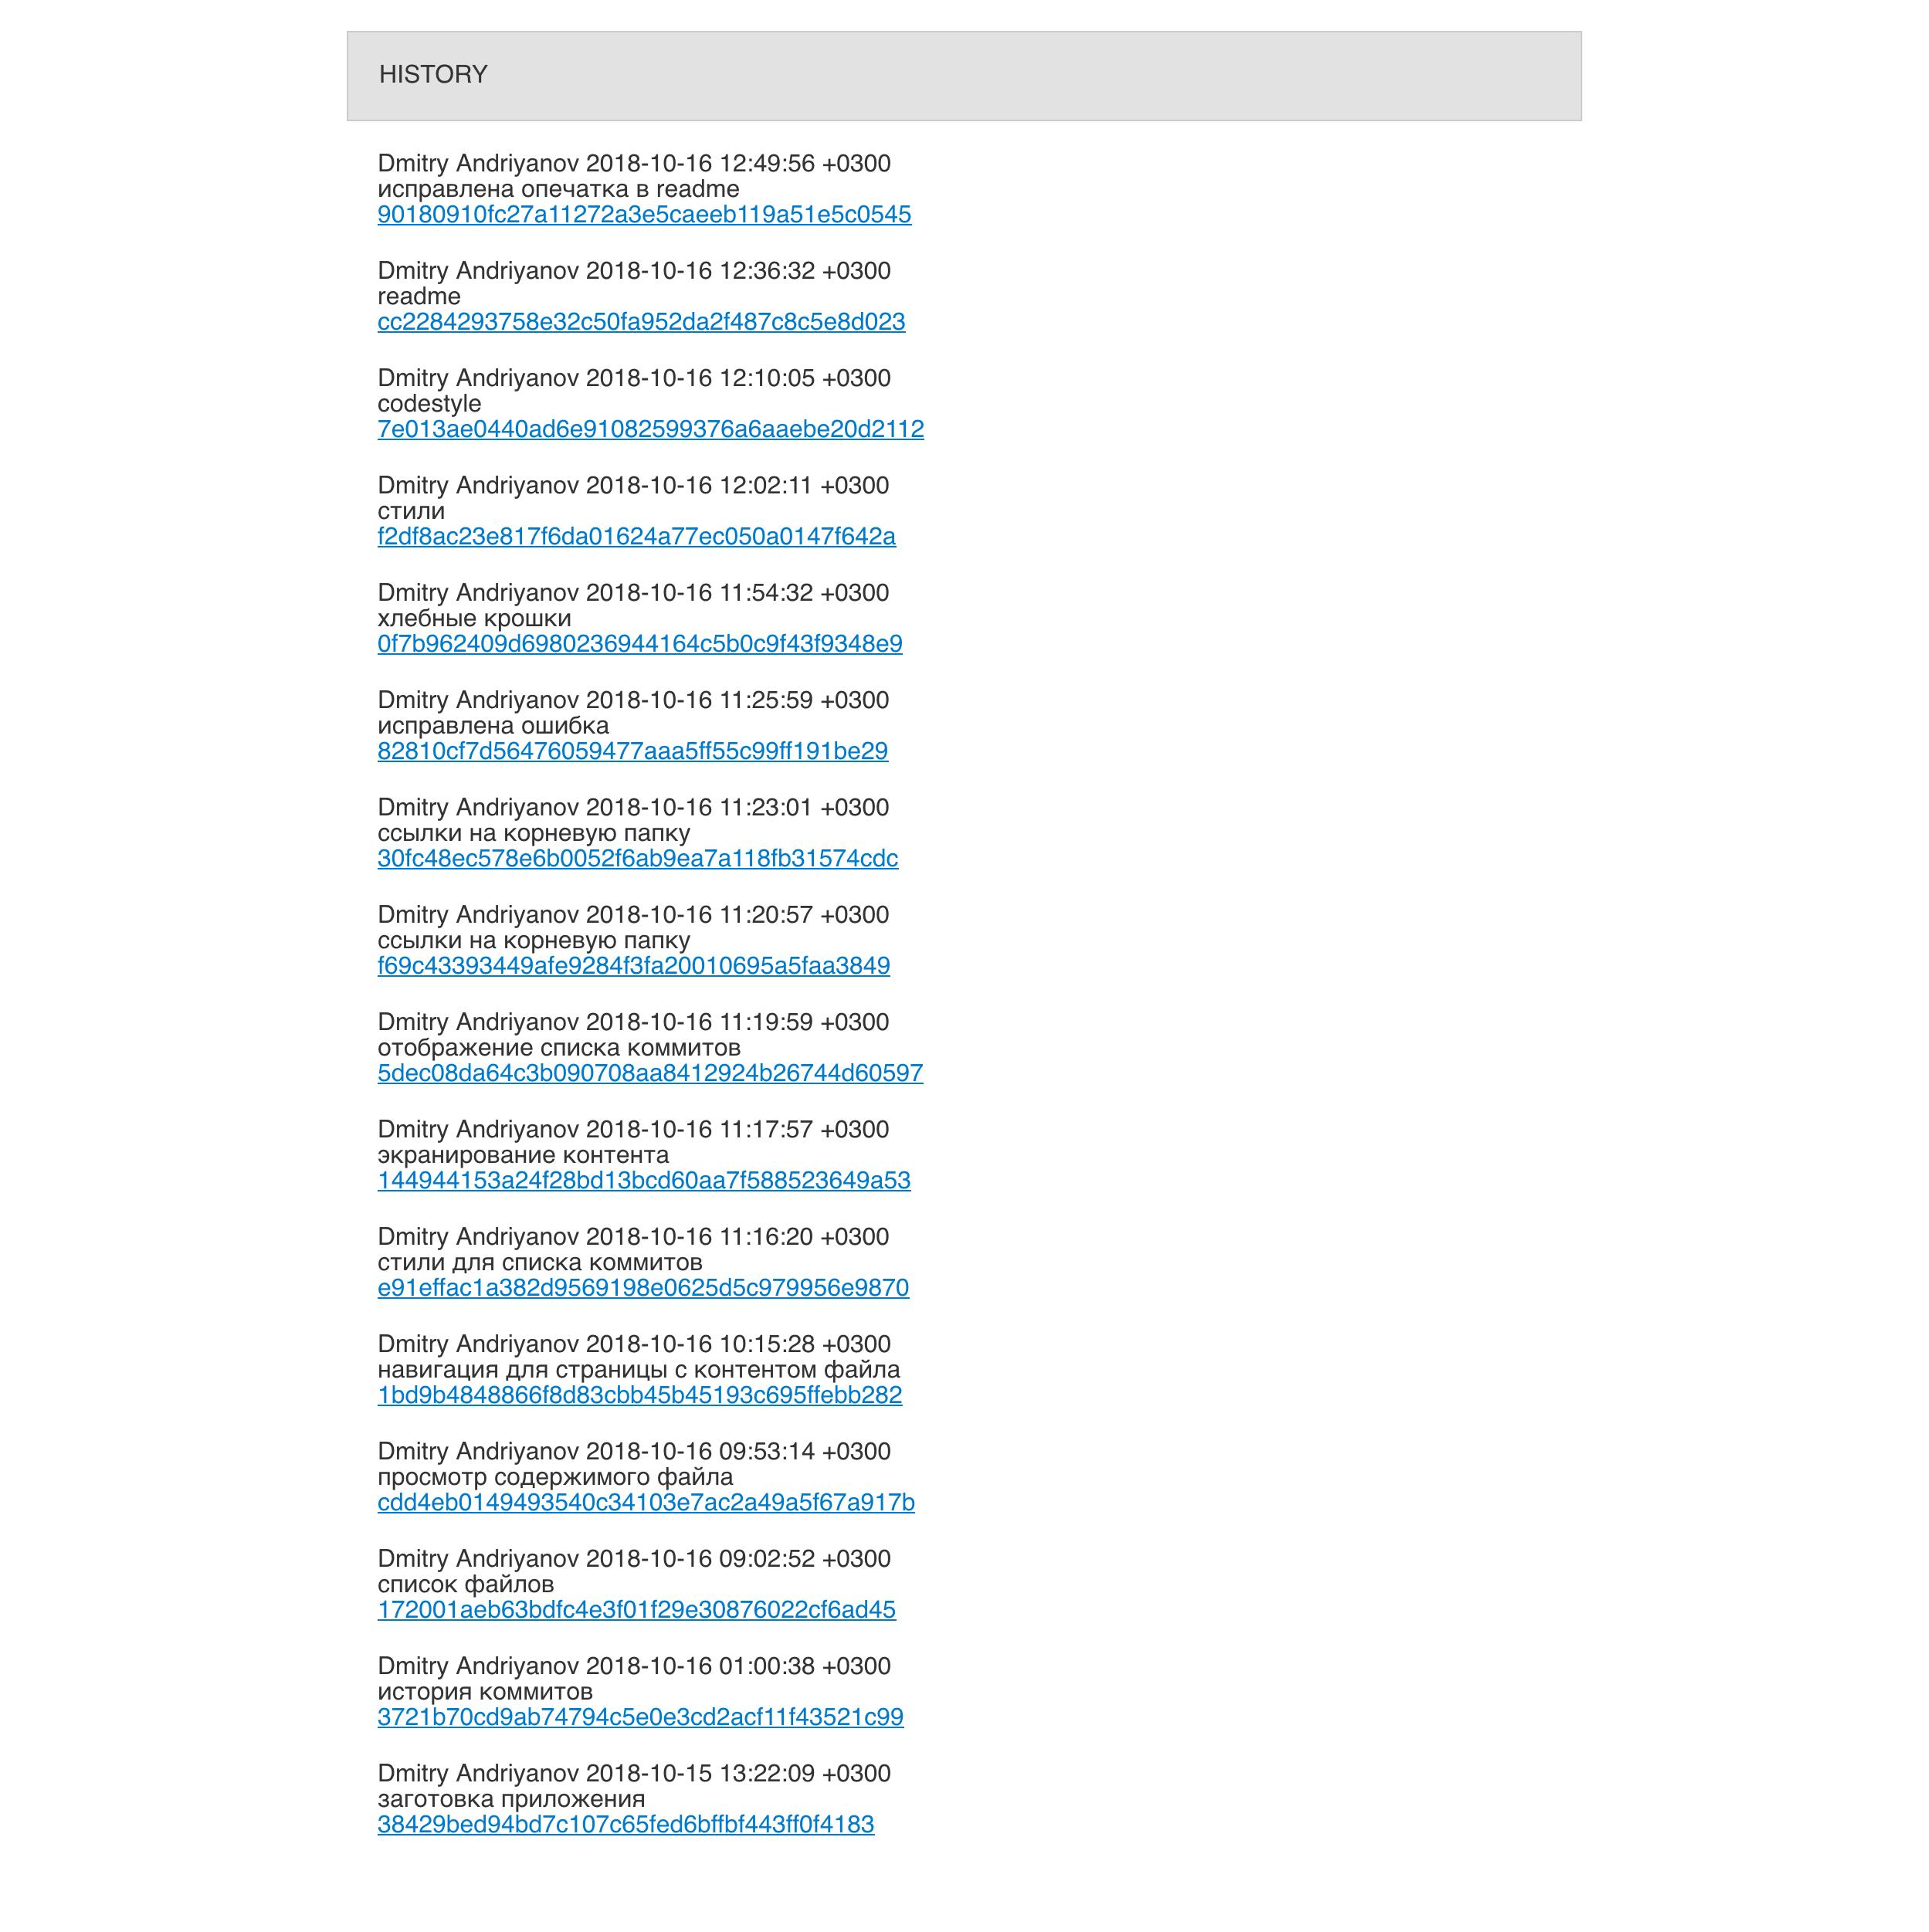 HISTORY
Dmitry Andriyanov 2018-10-16 12:49:56 +0300
исправлена опечатка в readme
90180910fc27a11272a3e5caeeb119a51e5c0545
Dmitry Andriyanov 2018-10-16 12:36:32 +0300
readme
cc2284293758e32c50fa952da2f487c8c5e8d023
Dmitry Andriyanov 2018-10-16 12:10:05 +0300
codestyle
7e013ae0440ad6e91082599376a6aaebe20d2112
Dmitry Andriyanov 2018-10-16 12:02:11 +0300
стили
f2df8ac23e817f6da01624a77ec050a0147f642a
Dmitry Andriyanov 2018-10-16 11:54:32 +0300
хлебные крошки
0f7b962409d6980236944164c5b0c9f43f9348e9
Dmitry Andriyanov 2018-10-16 11:25:59 +0300
исправлена ошибка
82810cf7d56476059477aaa5ff55c99ff191be29
Dmitry Andriyanov 2018-10-16 11:23:01 +0300
ссылки на корневую папку
30fc48ec578e6b0052f6ab9ea7a118fb31574cdc
Dmitry Andriyanov 2018-10-16 11:20:57 +0300
ссылки на корневую папку
f69c43393449afe9284f3fa20010695a5faa3849
Dmitry Andriyanov 2018-10-16 11:19:59 +0300
отображение списка коммитов
5dec08da64c3b090708aa8412924b26744d60597
Dmitry Andriyanov 2018-10-16 11:17:57 +0300
экранирование контента
144944153a24f28bd13bcd60aa7f588523649a53
Dmitry Andriyanov 2018-10-16 11:16:20 +0300
стили для списка коммитов
e91effac1a382d9569198e0625d5c979956e9870
Dmitry Andriyanov 2018-10-16 10:15:28 +0300
навигация для страницы с контентом файла
1bd9b4848866f8d83cbb45b45193c695ffebb282
Dmitry Andriyanov 2018-10-16 09:53:14 +0300
просмотр содержимого файла
cdd4eb0149493540c34103e7ac2a49a5f67a917b
Dmitry Andriyanov 2018-10-16 09:02:52 +0300
список файлов
172001aeb63bdfc4e3f01f29e30876022cf6ad45
Dmitry Andriyanov 2018-10-16 01:00:38 +0300
история коммитов
3721b70cd9ab74794c5e0e3cd2acf11f43521c99
Dmitry Andriyanov 2018-10-15 13:22:09 +0300
заготовка приложения
38429bed94bd7c107c65fed6bffbf443ff0f4183